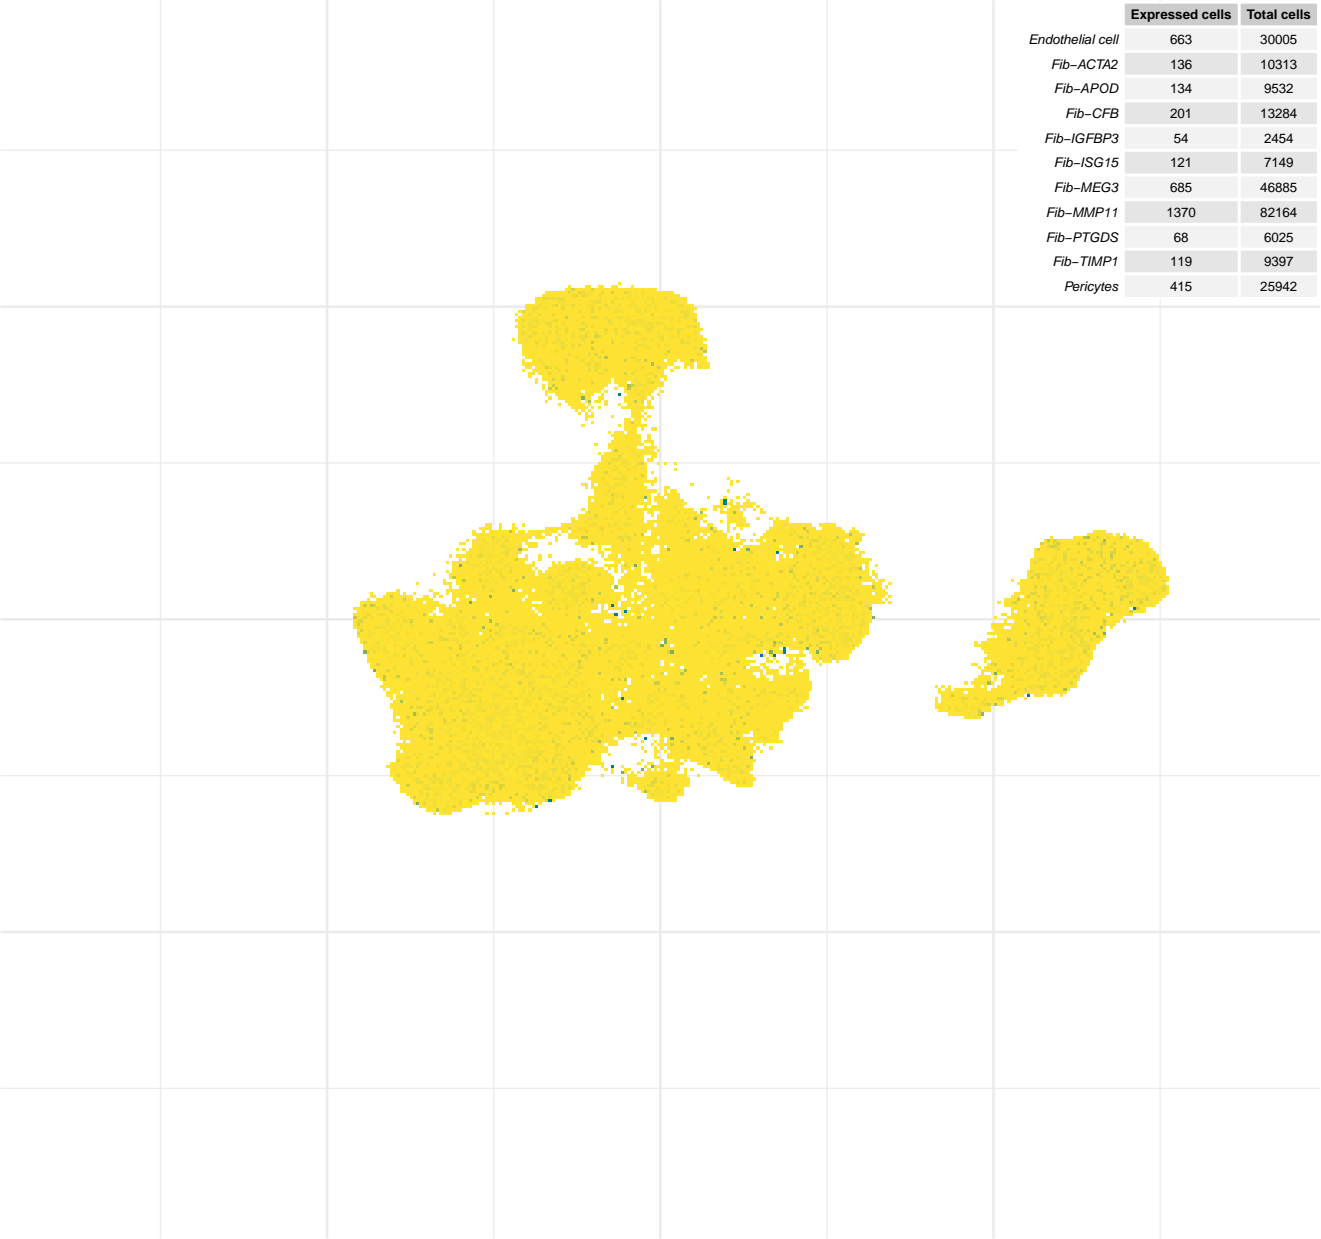 Expressed cells Total cells
Endothelial cell 663 30005
Fib−ACTA2 136 10313
Fib−APOD 134 9532
Fib−CFB 201 13284
Fib−IGFBP3 54 2454
Fib−ISG15 121 7149
Fib−MEG3 685 46885
Fib−MMP11 1370 82164
Fib−PTGDS 68 6025
Fib−TIMP1 119 9397
Pericytes 415 25942